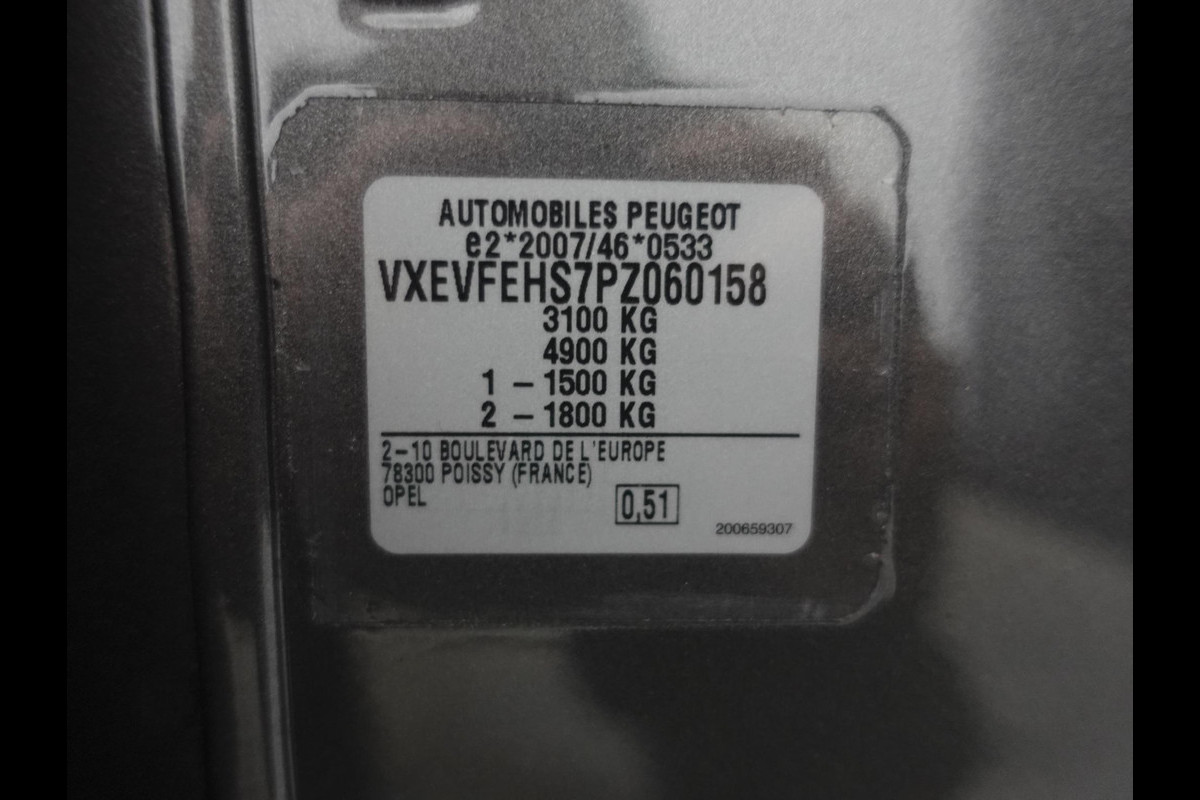 AUTOMOBILES PEUGEOT
e2*2007/46*0533
VXEVFEHS7PZ060158
3100 KG
4900 KG
1 – 1500 KG
2 – 1800 KG
2–10 BOULEVARD DE L'EUROPE
78300 POISSY (FRANCE)
OPEL
0,51
200659307